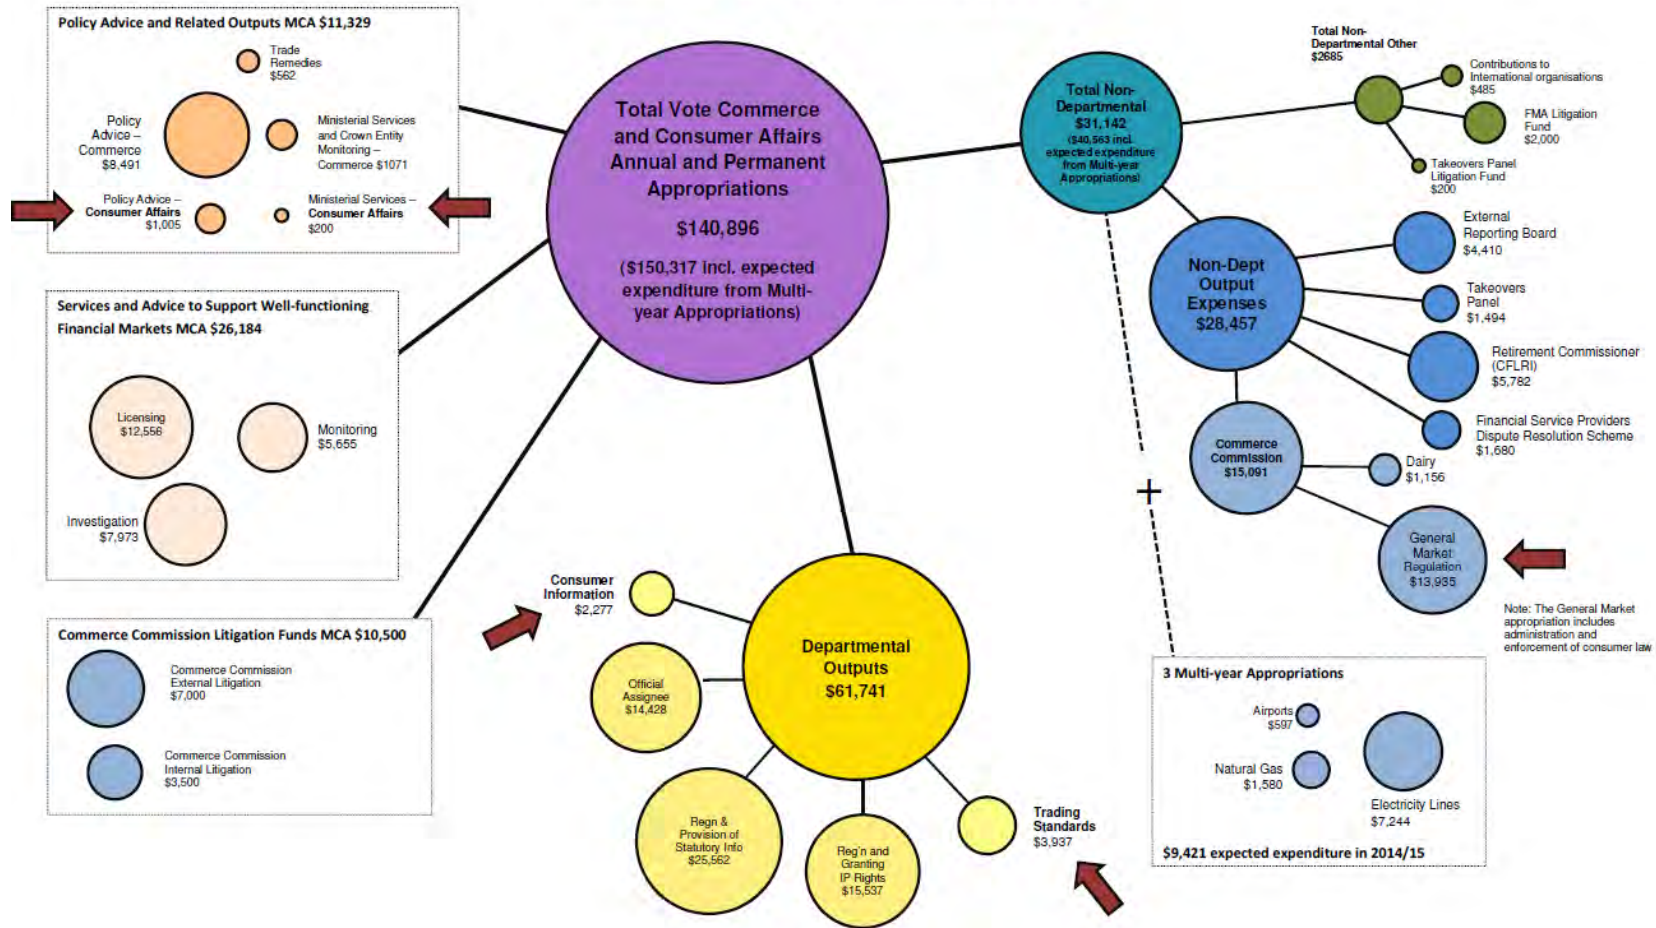 Policy Advice and Related Outputs MCA $11,329
Trade
Remedies
$562
Policy
Advice –
Commerce
$8,491
Ministerial Services
and Crown Entity
Monitoring –
Commerce $1071
Policy Advice –
Consumer Affairs
$1,005
Ministerial Services –
Consumer Affairs
$200
Services and Advice to Support Well-functioning
Financial Markets MCA $26,184
Licensing
$12,556
Monitoring
$5,655
Investigation
$7,973
Commerce Commission Litigation Funds MCA $10,500
Commerce Commission
External Litigation
$7,000
Commerce Commission
Internal Litigation
$3,500
Total Vote Commerce
and Consumer Affairs
Annual and Permanent
Appropriations
$140,896
($150,317 incl. expected
expenditure from Multi-
year Appropriations)
Consumer
Information
$2,277
Official
Assignee
$14,428
Regn &
Provision of
Statutory Info
$25,562
Reg'n and
Granting
IP Rights
$15,537
Trading
Standards
$3,937
Departmental
Outputs
$61,741
Total Non-
Departmental
$31,142
($40,563 incl.
expected expenditure
from Multi-year
Appropriations)
Total Non-
Departmental Other
$2685
Contributions to
International organisations
$485
FMA Litigation
Fund
$2,000
Takeovers Panel
Litigation Fund
$200
Non-Dept
Output
Expenses
$28,457
External
Reporting Board
$4,410
Takeovers
Panel
$1,494
Retirement Commissioner
(CFLRI)
$5,782
Financial Service Providers
Dispute Resolution Scheme
$1,680
Commerce
Commission
$15,091
Dairy
$1,156
General
Market
Regulation
$13,935
Note: The General Market
appropriation includes
administration and
enforcement of consumer law
+
3 Multi-year Appropriations
Airports
$597
Natural Gas
$1,580
Electricity Lines
$7,244
$9,421 expected expenditure in 2014/15